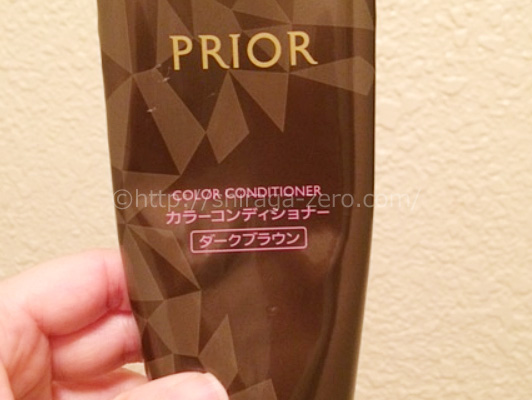 PRIOR
COLOR CONDITIONER
©http://shiraga-zero.com/
カラーコンディショナー
ダークブラウン